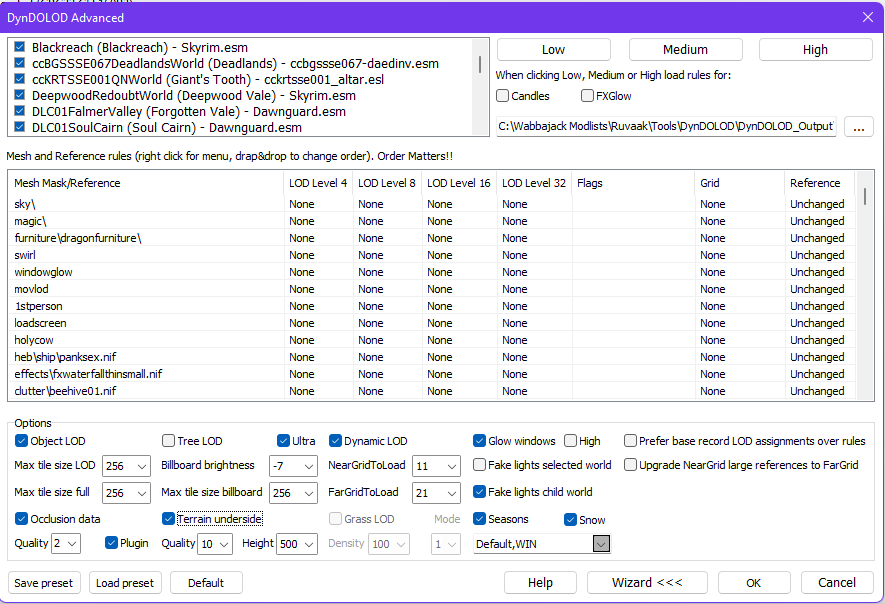 DynDOLOD Advanced
Blackreach (Blackreach) - Skyrim.esm
ccBGSSSE067DeadlandsWorld (Deadlands) - ccbgssse067-daedinv.esm
ccKRTSSE001QNWorld (Giant's Tooth) - cckrtsse001_altar.esl
DeepwoodRedoubtWorld (Deepwood Vale) - Skyrim.esm
DLC01FalmerValley (Forgotten Vale) - Dawnguard.esm
DLC01SoulCairn (Soul Cairn) - Dawnguard.esm
Low Medium High
When clicking Low, Medium or High load rules for:
Candles FXGlow
C:\Wabbajack Modlists\Ruvaak\Tools\DynDOLOD\DynDOLOD_Output ...
Mesh and Reference rules (right click for menu, drap&drop to change order). Order Matters!!
Mesh Mask/Reference LOD Level 4 LOD Level 8 LOD Level 16 LOD Level 32 Flags Grid Reference
sky\ None None None None None Unchanged
magic\ None None None None None Unchanged
furniture\dragonfurniture\ None None None None None Unchanged
swirl None None None None None Unchanged
windowglow None None None None None Unchanged
movlod None None None None None Unchanged
1stperson None None None None None Unchanged
loadscreen None None None None None Unchanged
holycow None None None None None Unchanged
heb\ship\panksex.nif None None None None None Unchanged
effects\fxwaterfallthinsmall.nif None None None None None Unchanged
clutter\beehive01.nif None None None None None Unchanged
Options
Object LOD Tree LOD Ultra Dynamic LOD Glow windows High Prefer base record LOD assignments over rules
Max tile size LOD 256 Billboard brightness -7 NearGridToLoad 11 Fake lights selected world Upgrade NearGrid large references to FarGrid
Max tile size full 256 Max tile size billboard 256 FarGridToLoad 21 Fake lights child world
Occlusion data Terrain underside Grass LOD Mode Seasons Snow
Quality 2 Plugin Quality 10 Height 500 Density 100 1 Default,WIN
Save preset Load preset Default Help Wizard <<< OK Cancel